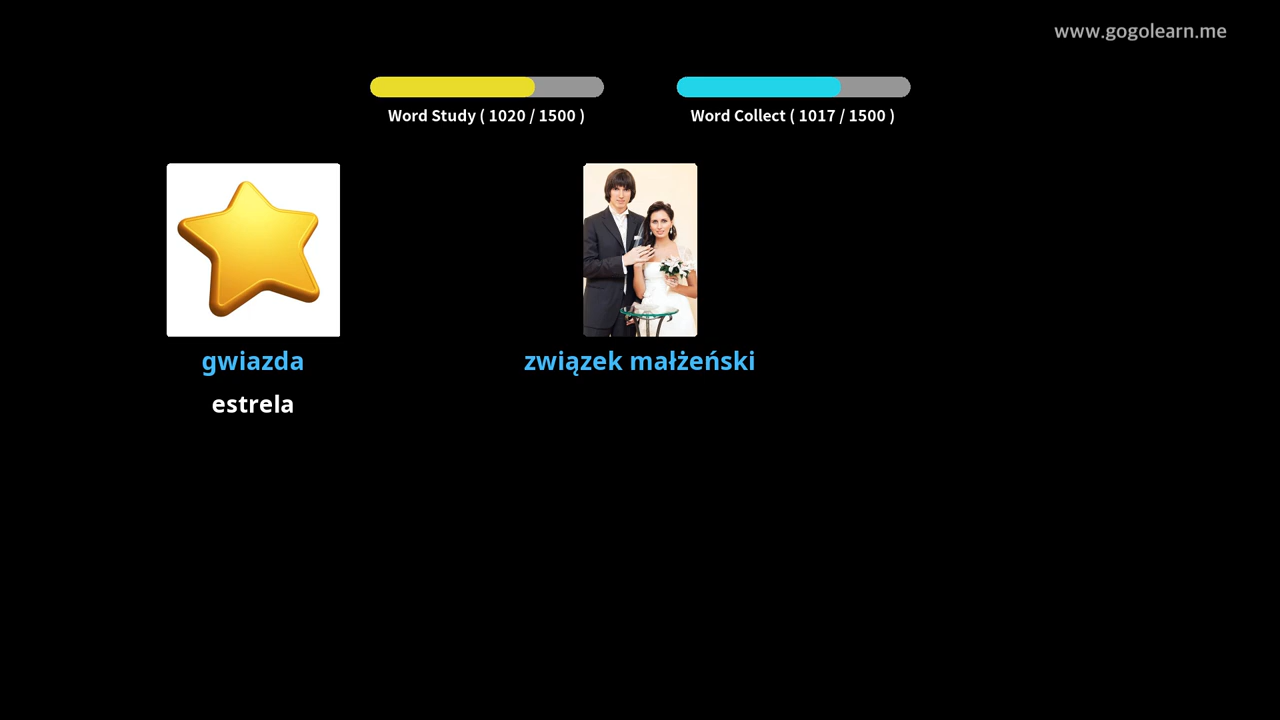 www.gogolearn.me
Word Study ( 1020 / 1500 )
Word Collect ( 1017 / 1500 )
gwiazda
estrela
związek małżeński